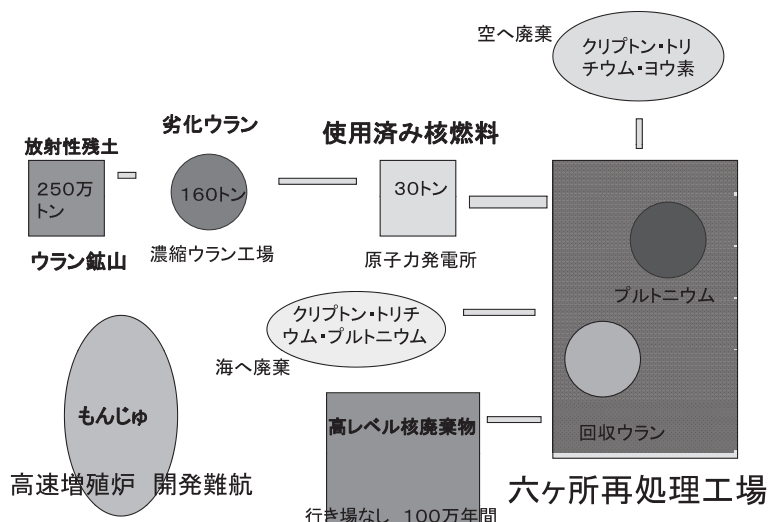 空へ廃棄
クリプトン・トリ
チウム・ヨウ素
劣化ウラン
使用済み核燃料
放射性残土
250万
トン
160トン
30トン
ウラン鉱山
濃縮ウラン工場
原子力発電所
プルトニウム
クリプトン・トリチ
ウム・プルトニウム
海へ廃棄
もんじゅ
高レベル核廃棄物
回収ウラン
高速増殖炉 開発難航
六ヶ所再処理工場
行き場なし 100万年間